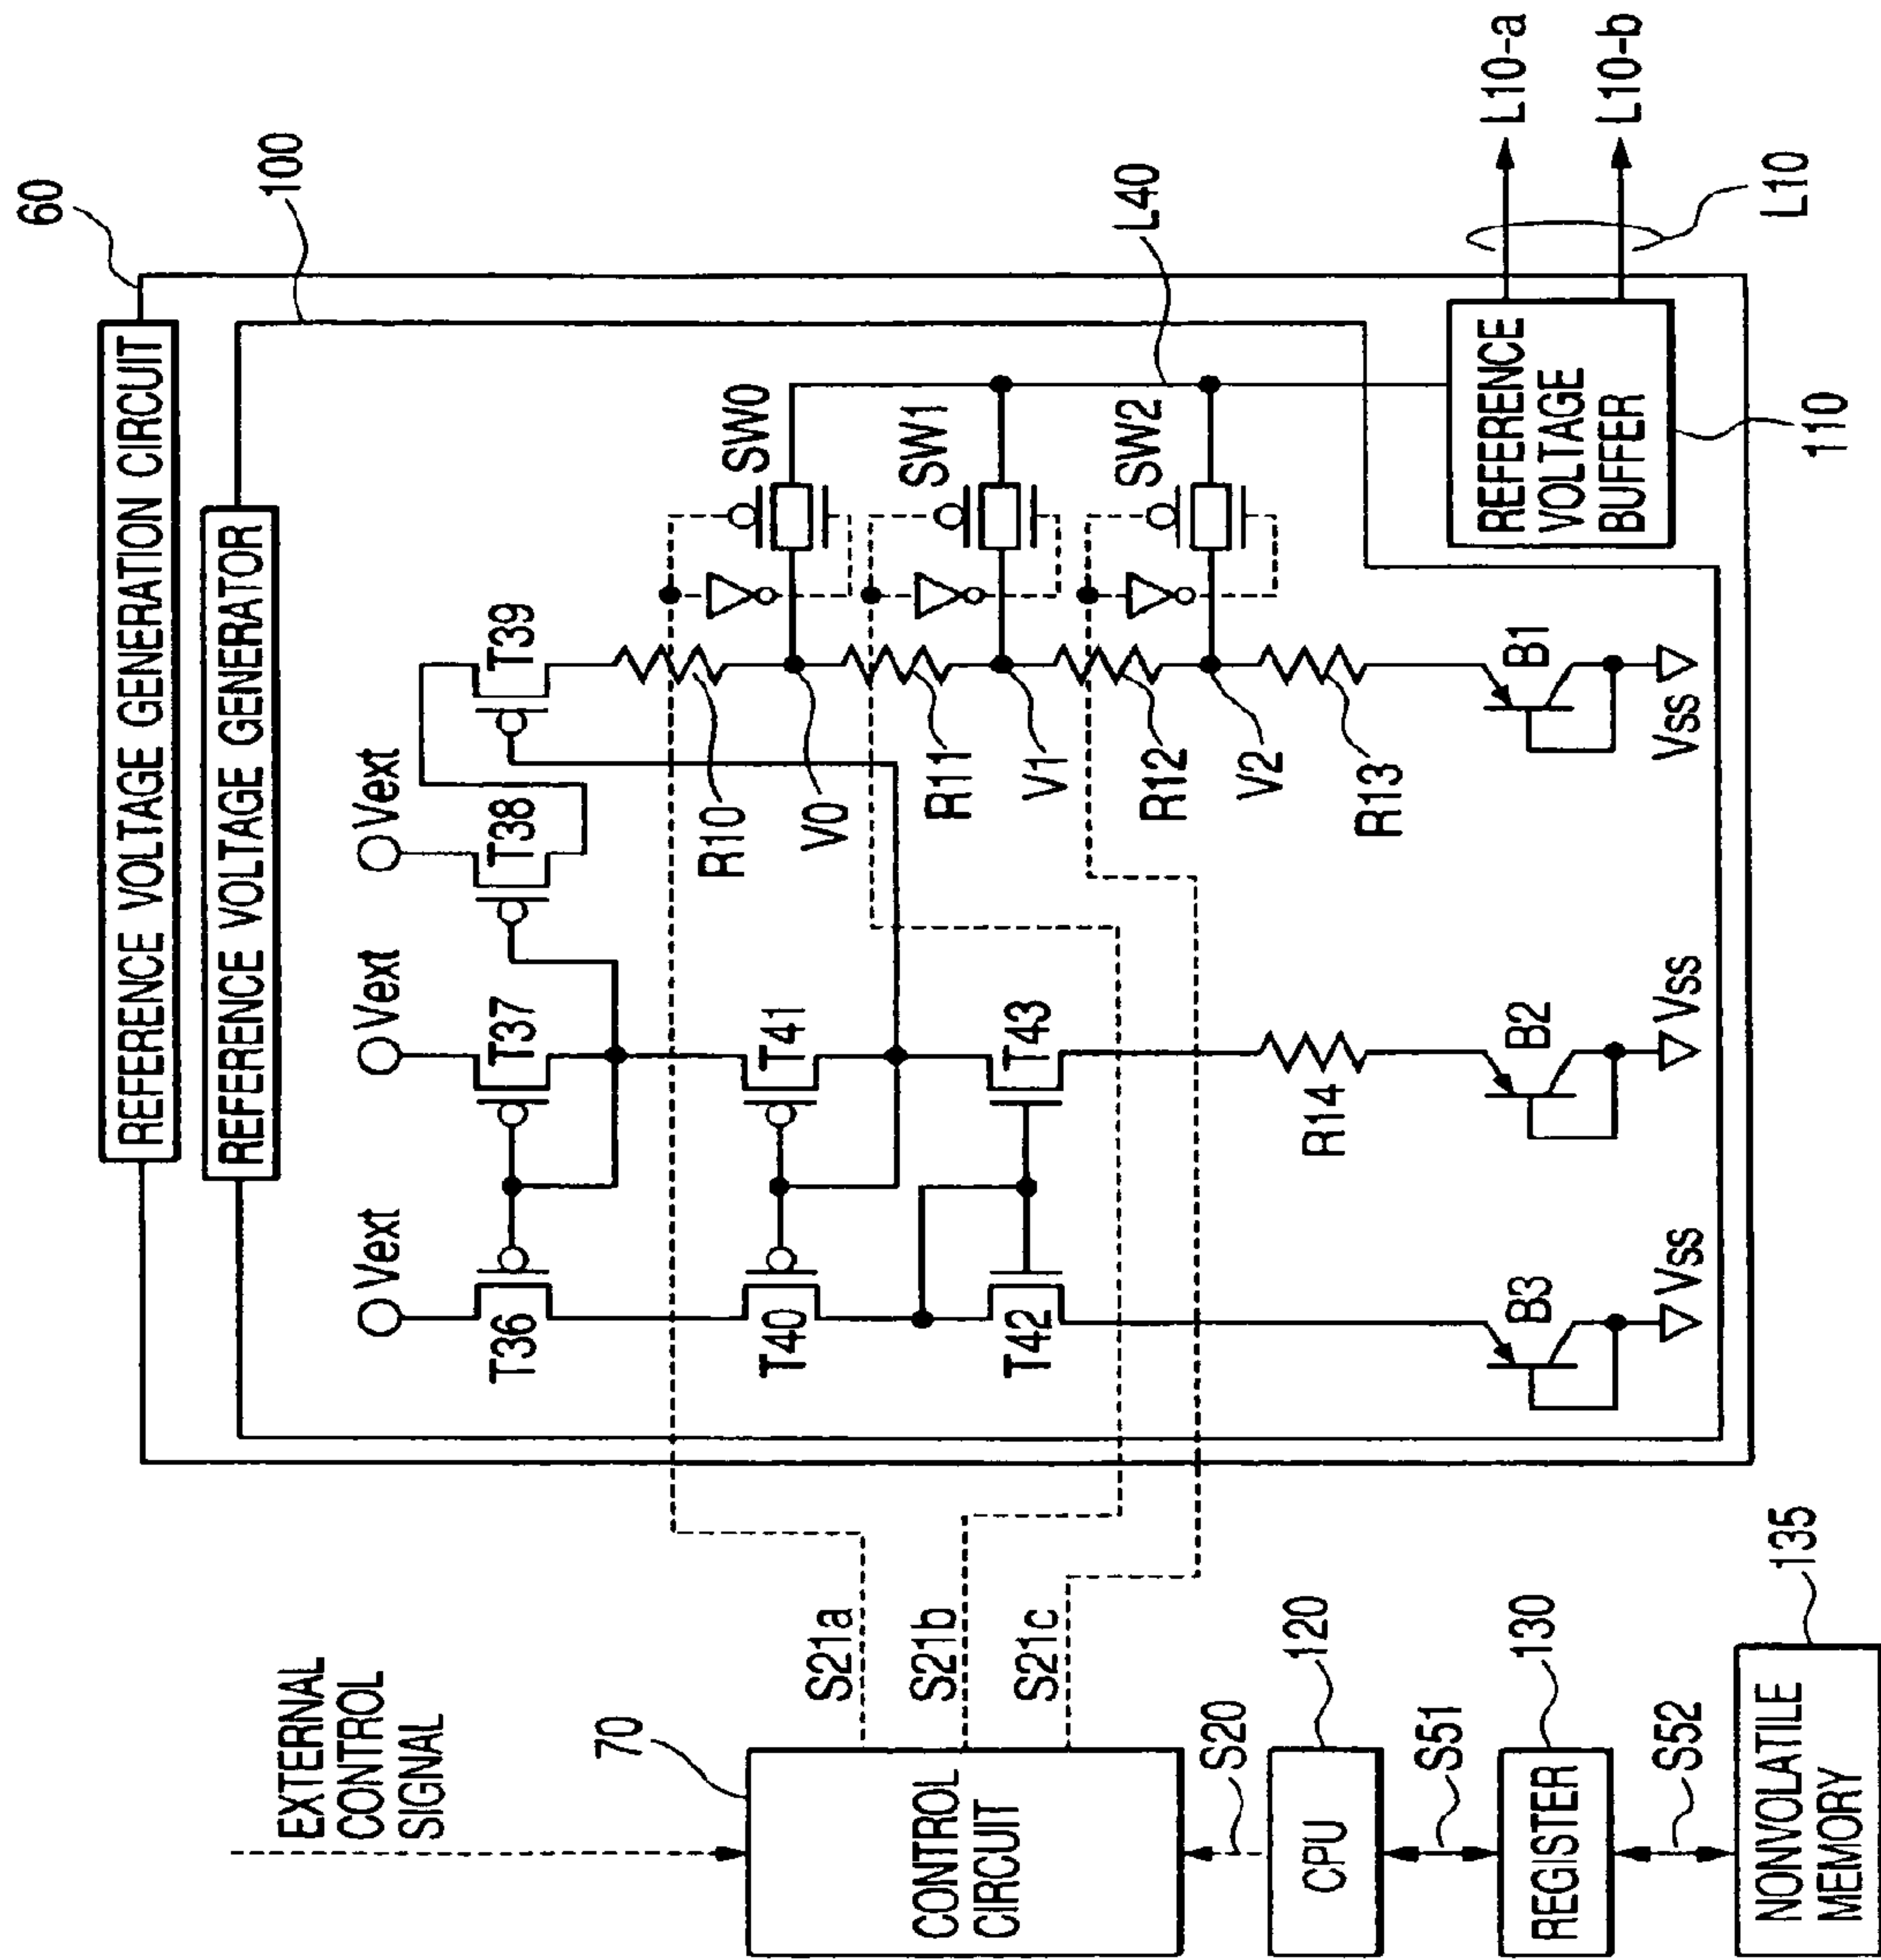 REFERENCE VOLTAGE GENERATION CIRCUIT
60
REFERENCE VOLTAGE GENERATOR
100
EXTERNAL
CONTROL
SIGNAL
Vext
Vext
Vext
T36
T37
T38
T39
T40
T41
T42
T43
R10
V0
R11
V1
R12
V2
R13
R14
SW0
SW1
SW2
L40
B3
B2
B1
Vss
Vss
Vss
REFERENCE
VOLTAGE
BUFFER
110
L10-a
L10-b
L10
70
CONTROL
CIRCUIT
S21a
S21b
S21c
S20
CPU
120
S51
REGISTER
130
S52
NONVOLATILE
MEMORY
135